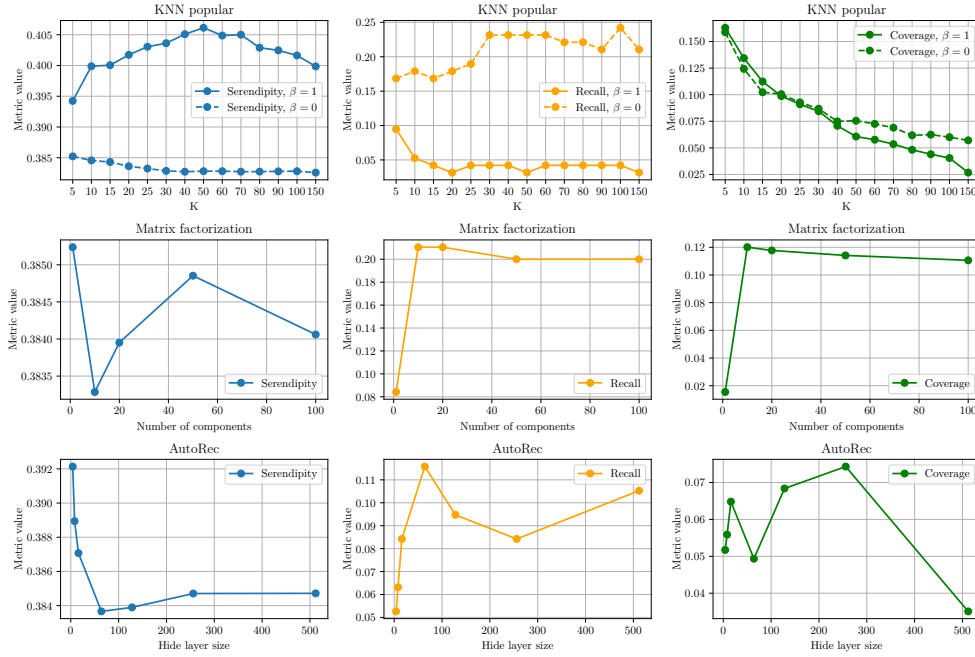 KNN popular
Metric value
0.405
0.400
0.395
0.390
0.385
Serendipity, β = 1
Serendipity, β = 0
5 10 15 20 25 30 40 50 60 70 80 90 100 150
K
KNN popular
Metric value
0.25
0.20
0.15
0.10
0.05
Recall, β = 1
Recall, β = 0
5 10 15 20 25 30 40 50 60 70 80 90 100 150
K
KNN popular
Metric value
0.150
0.125
0.100
0.075
0.050
0.025
Coverage, β = 1
Coverage, β = 0
5 10 15 20 25 30 40 50 60 70 80 90 100 150
K
Matrix factorization
Metric value
0.3850
0.3845
0.3840
0.3835
Serendipity
0 20 40 60 80 100
Number of components
Matrix factorization
Metric value
0.20
0.18
0.16
0.14
0.12
0.10
0.08
Recall
0 20 40 60 80 100
Number of components
Matrix factorization
Metric value
0.12
0.10
0.08
0.06
0.04
0.02
Coverage
0 20 40 60 80 100
Number of components
AutoRec
Metric value
0.392
0.390
0.388
0.386
0.384
Serendipity
0 100 200 300 400 500
Hide layer size
AutoRec
Metric value
0.11
0.10
0.09
0.08
0.07
0.06
0.05
Recall
0 100 200 300 400 500
Hide layer size
AutoRec
Metric value
0.07
0.06
0.05
0.04
Coverage
0 100 200 300 400 500
Hide layer size